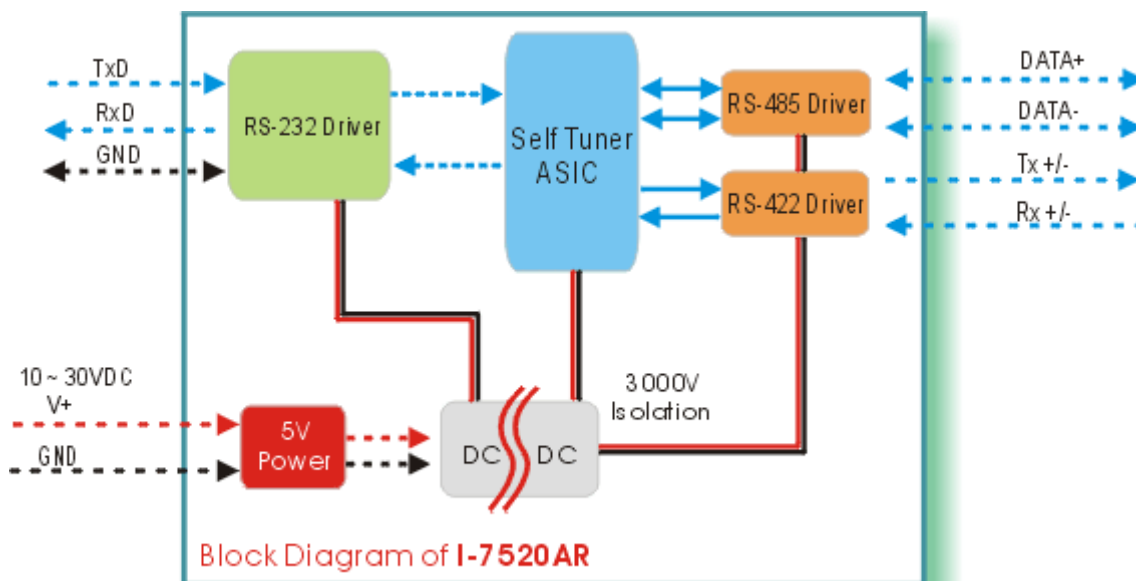 TxD
RxD
GND
RS-232 Driver
Self Tuner
ASIC
RS-485 Driver
RS-422 Driver
DATA+
DATA-
Tx +/-
Rx +/-
10 ~ 30VDC
V+
GND
5V
Power
DC
DC
3000V
Isolation
Block Diagram of I-7520AR